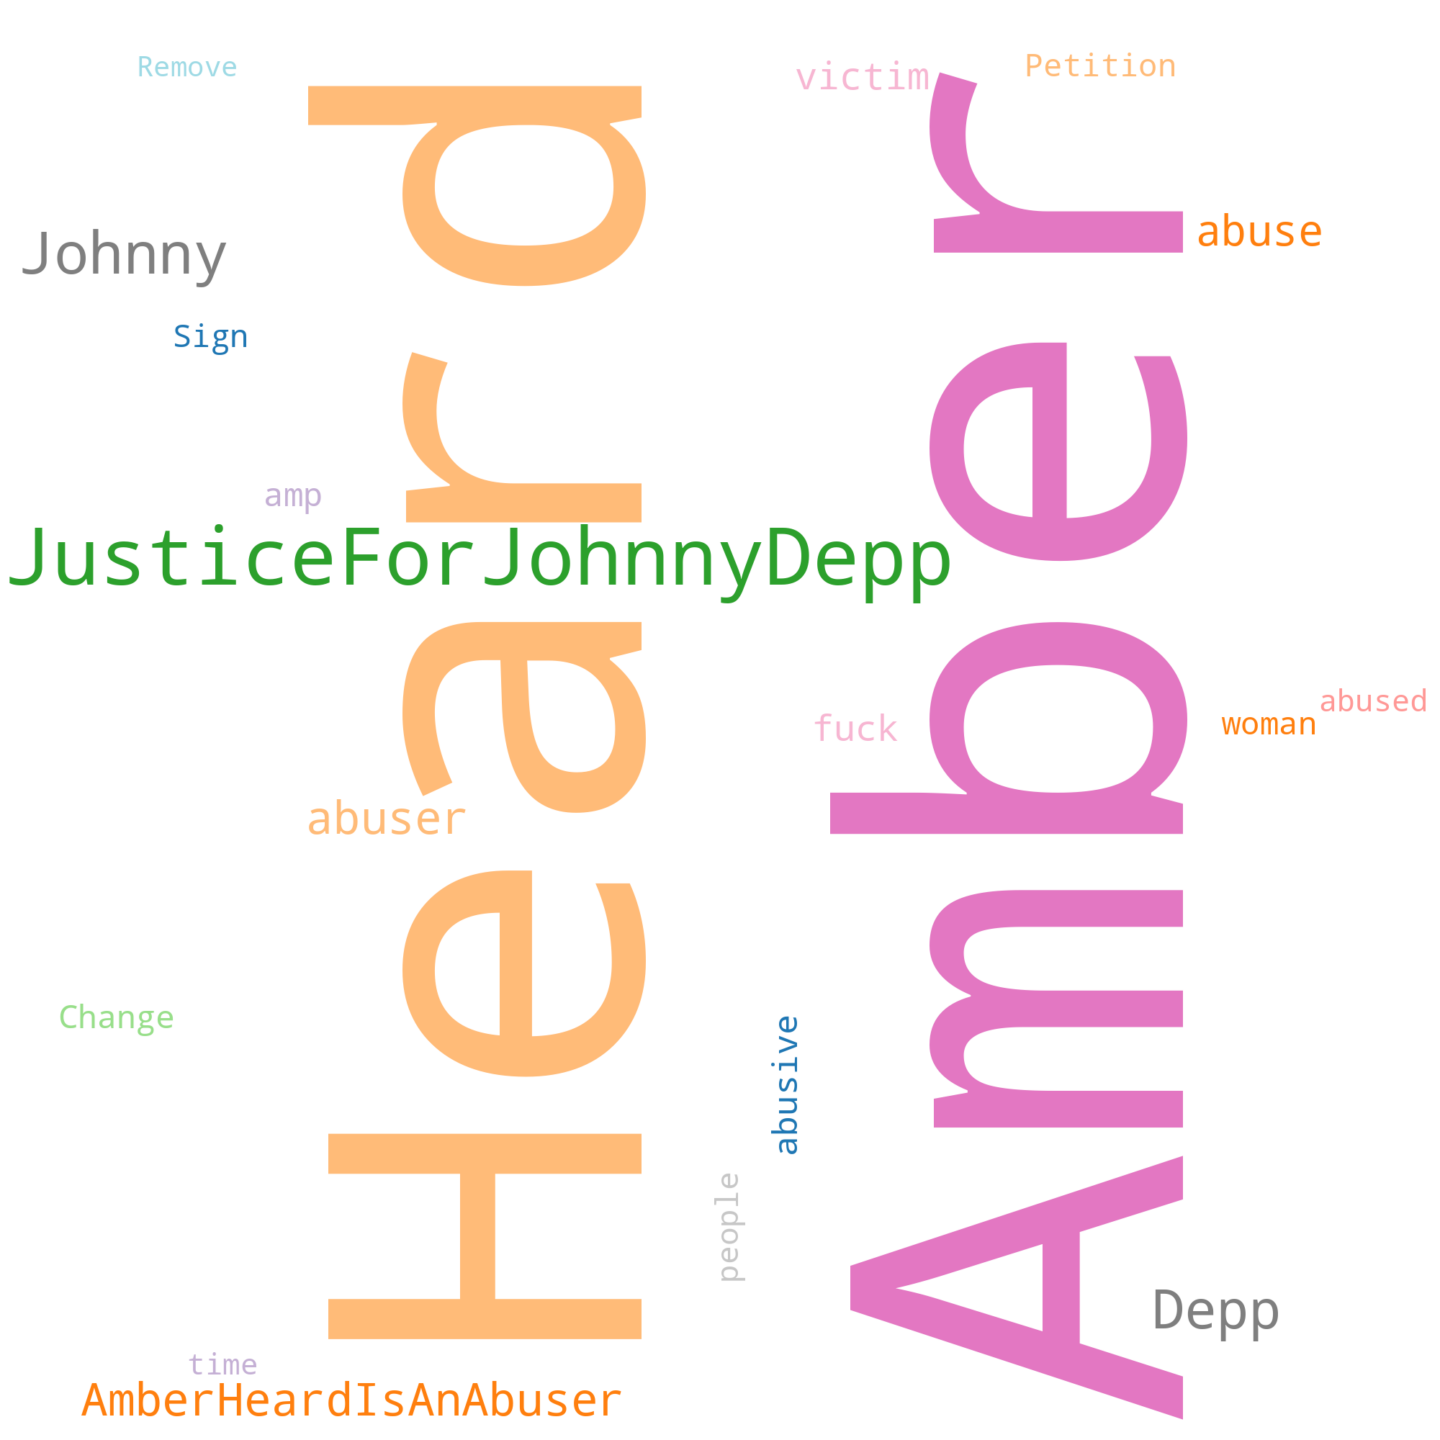 Remove
victim
Petition
Johnny
abuse
Sign
amp
JusticeForJohnnyDepp
Heard
Amber
fuck
woman
abused
abuser
Change
abusive
people
Depp
time
AmberHeardIsAnAbuser